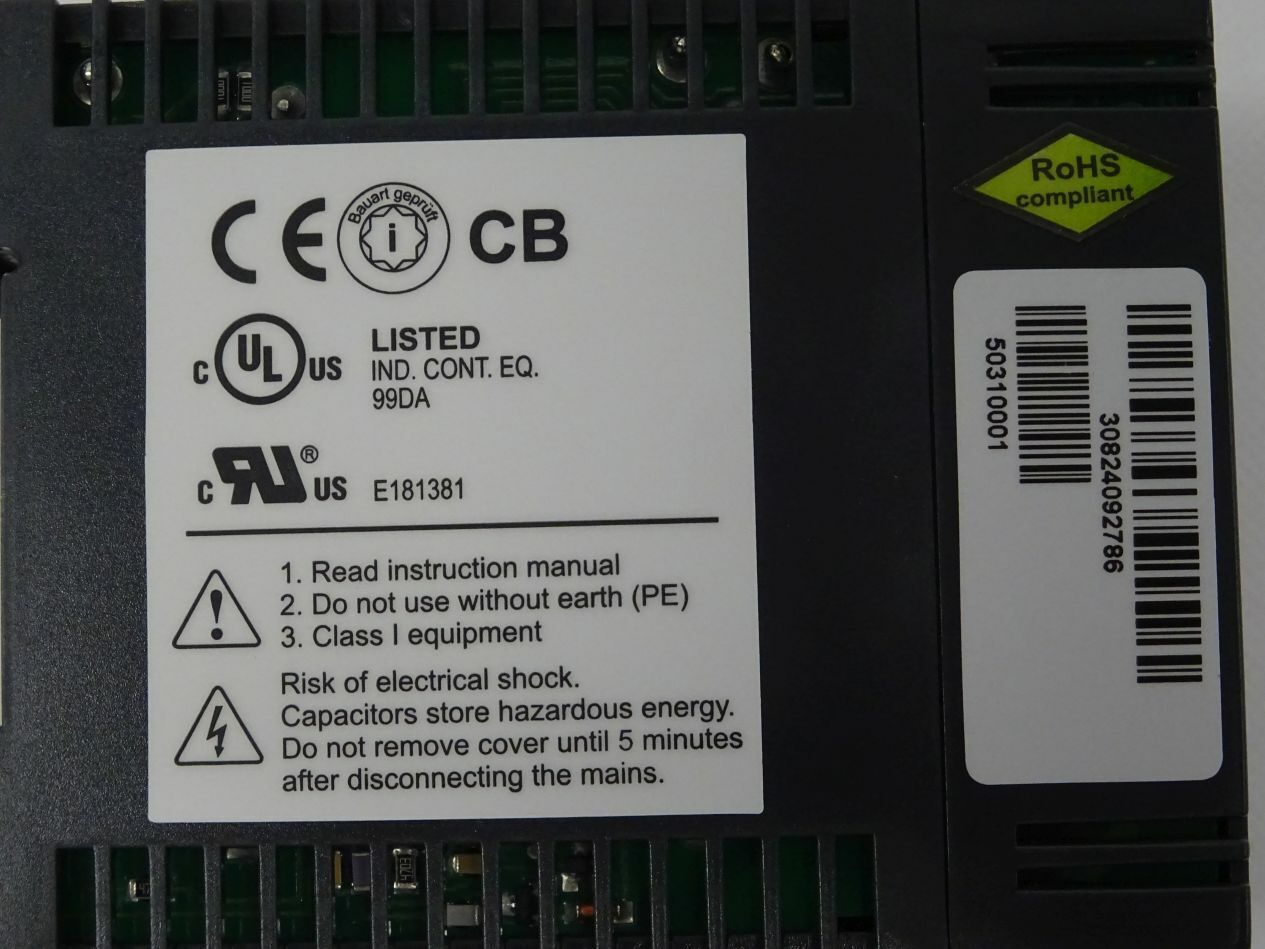 CE
Bauart geprüft
i
CB
C UL US
LISTED
IND. CONT. EQ.
99DA
C RU® US
E181381
1. Read instruction manual
2. Do not use without earth (PE)
3. Class I equipment
Risk of electrical shock.
Capacitors store hazardous energy.
Do not remove cover until 5 minutes
after disconnecting the mains.
RoHS
compliant
50310001
30824092786